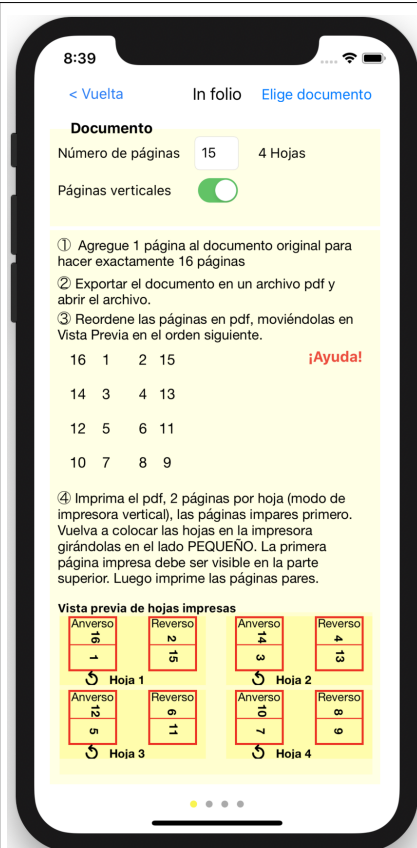 8:39
< Vuelta In folio Elige documento
Documento
Número de páginas 15 4 Hojas
Páginas verticales
① Agregue 1 página al documento original para
hacer exactamente 16 páginas
② Exportar el documento en un archivo pdf y
abrir el archivo.
③ Reordene las páginas en pdf, moviéndolas en
Vista Previa en el orden siguiente.
16 1 2 15 ¡Ayuda!
14 3 4 13
12 5 6 11
10 7 8 9
④ Imprima el pdf, 2 páginas por hoja (modo de
impresora vertical), las páginas impares primero.
Vuelva a colocar las hojas en la impresora
girándolas en el lado PEQUEÑO. La primera
página impresa debe ser visible en la parte
superior. Luego imprime las páginas pares.
Vista previa de hojas impresas
Anverso Reverso Anverso Reverso
16 2 14 4
1 15 3 13
Hoja 1 Hoja 2
Anverso Reverso Anverso Reverso
12 6 10 8
5 11 7 9
Hoja 3 Hoja 4